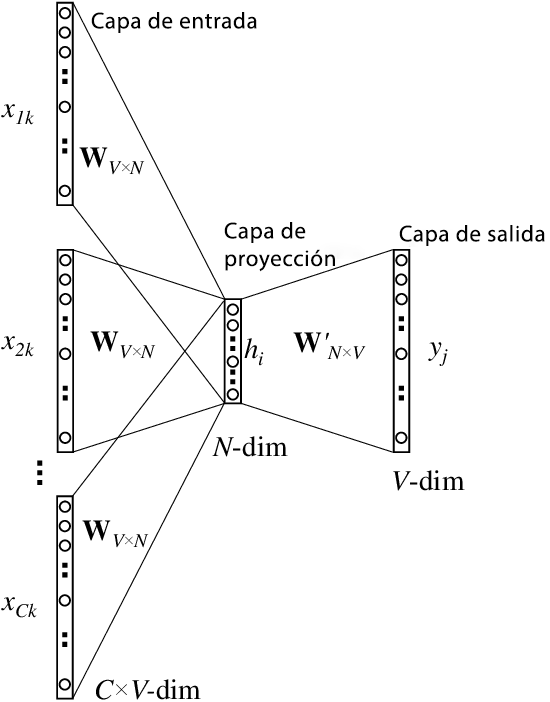 Capa de entrada
x1k
WV×N
Capa de
proyección
Capa de salida
x2k
WV×N
hi
W'N×V
yj
N-dim
V-dim
WV×N
xCk
C×V-dim